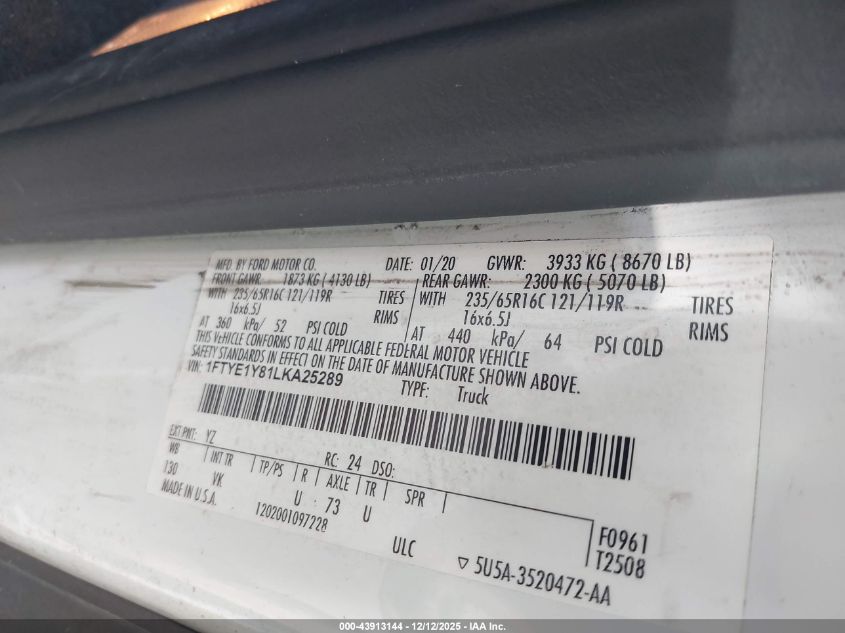 MFD. BY FORD MOTOR CO. DATE: 01/20 GVWR: 3933 KG ( 8670 LB)
FRONT GAWR: 1873 KG ( 4130 LB) REAR GAWR: 2300 KG ( 5070 LB)
WITH 235/65R16C 121/119R TIRES WITH 235/65R16C 121/119R TIRES
16x6.5J RIMS 16x6.5J RIMS
AT 360 kPa/ 52 PSI COLD AT 440 kPa/ 64 PSI COLD
THIS VEHICLE CONFORMS TO ALL APPLICABLE FEDERAL MOTOR VEHICLE
SAFETY STANDARDS IN EFFECT ON THE DATE OF MANUFACTURE SHOWN ABOVE.
VIN: 1FTYE1Y81LKA25289 TYPE: Truck
EXT PNT: YZ RC: 24 DSO:
WB INT TR TP/PS R AXLE TR SPR
130 VK U 73 U F0961
MADE IN U.S.A. 1202001097228 T2508
ULC ▽ 5U5A-3520472-AA
000-43913144 - 12/12/2025 - IAA Inc.